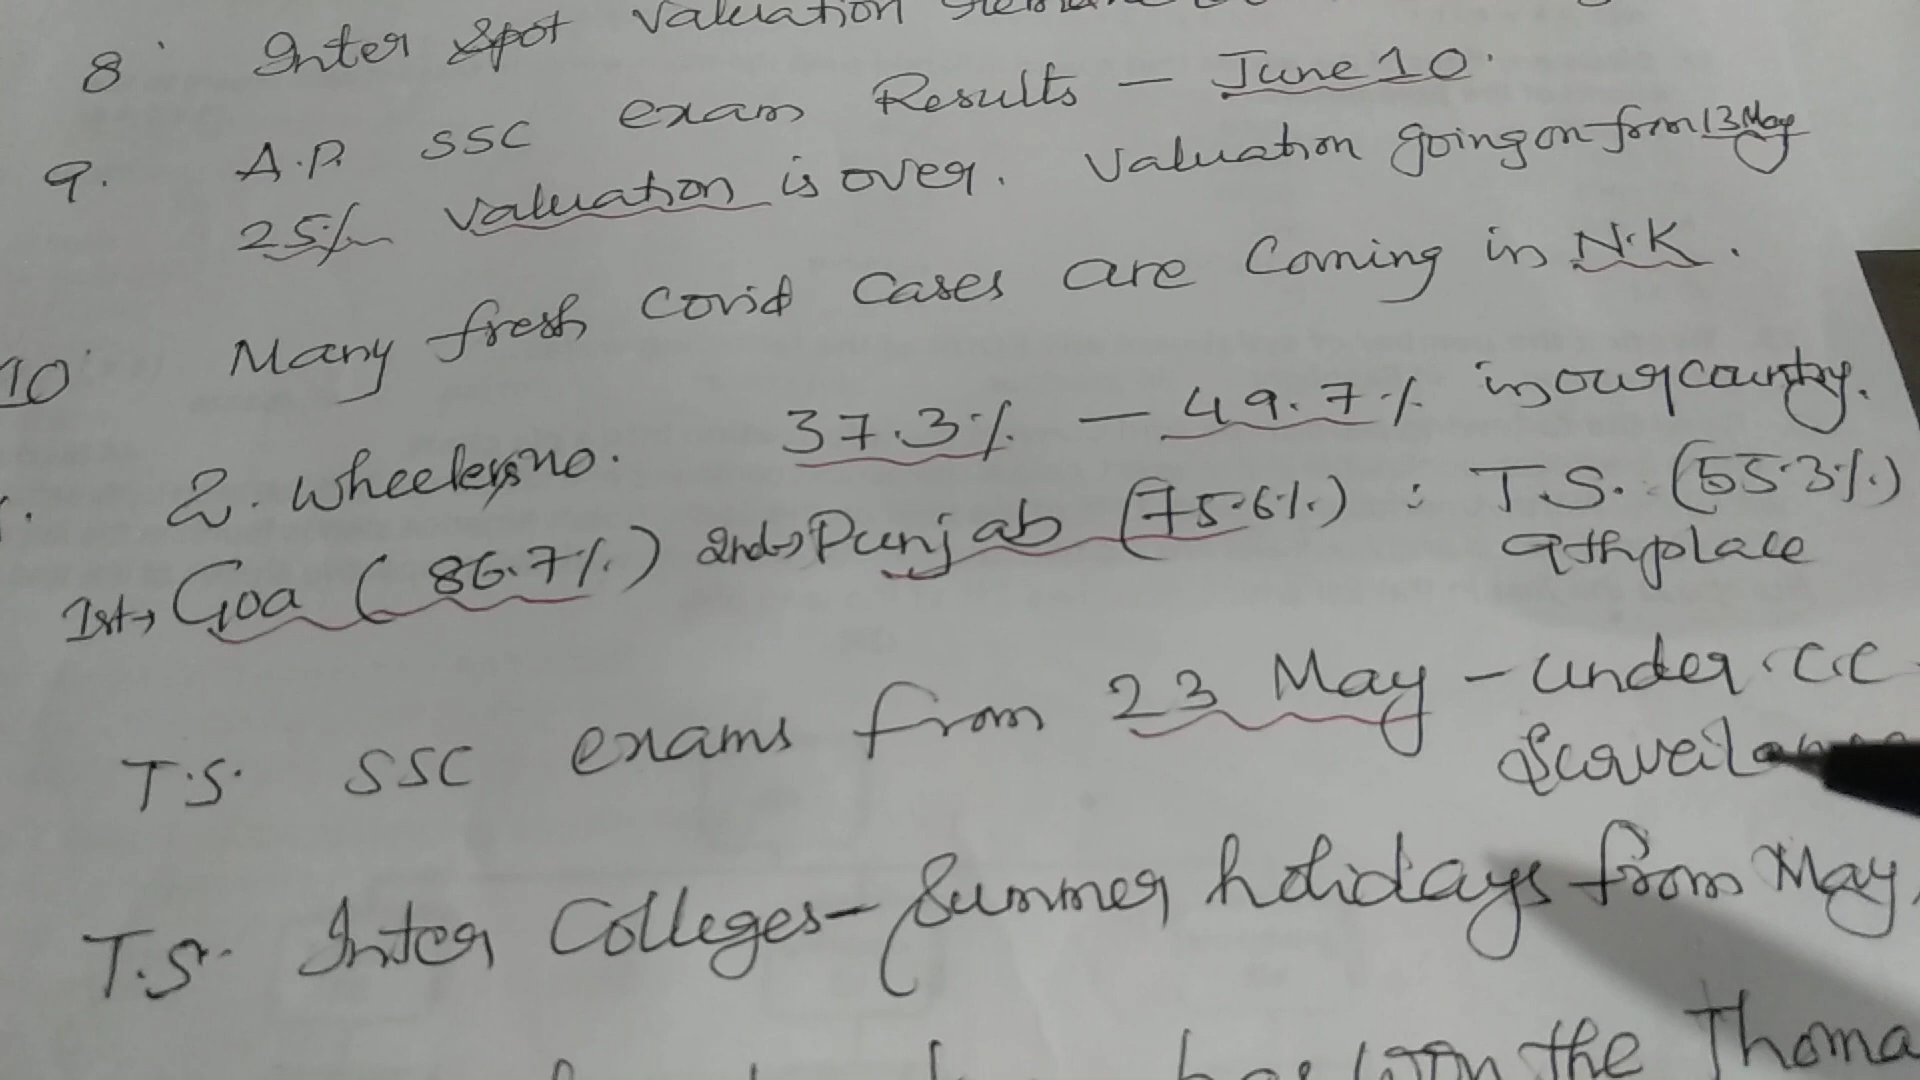 8 Inter Spot Valuation
9. A.P. SSC exam Results - June 10.
25% valuation is over. Valuation going on from 13 May
10 Many fresh Covid Cases are Coming in N.K.
2. wheelers no. 37.3% - 49.7% in our country.
1st→ Goa (86.7%) 2nd→ Punjab (75.6%) : T.S. (55.3%)
9th place
T.S. SSC exams from 23 May - under C.C
T.S. Inter Colleges - Summer holidays from May
has won the Thoma